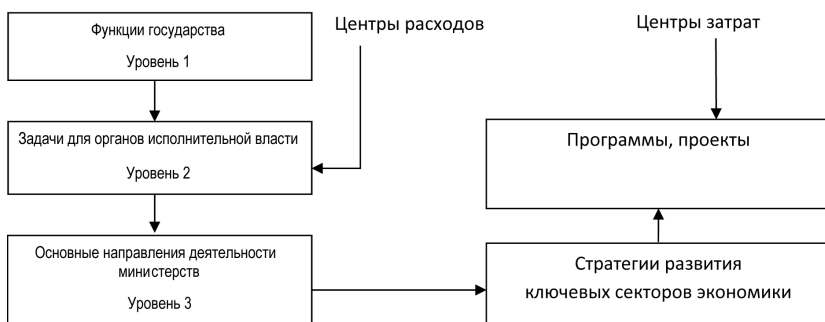 Функции государства
Уровень 1
Центры расходов
Центры затрат
Задачи для органов исполнительной власти
Уровень 2
Программы, проекты
Основные направления деятельности
министерств
Уровень 3
Стратегии развития
ключевых секторов экономики